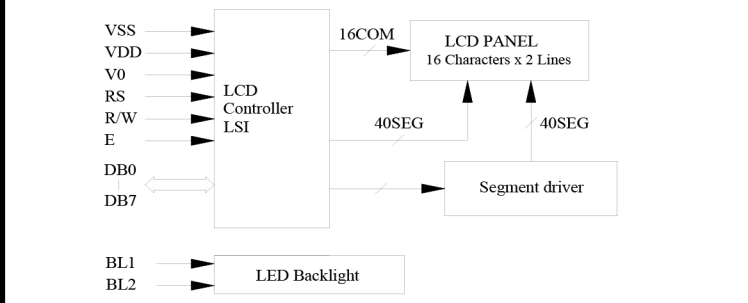 VSS
VDD
V0
RS
R/W
E
DB0
DB7
LCD
Controller
LSI
16COM
LCD PANEL
16 Characters x 2 Lines
40SEG
40SEG
Segment driver
BL1
BL2
LED Backlight